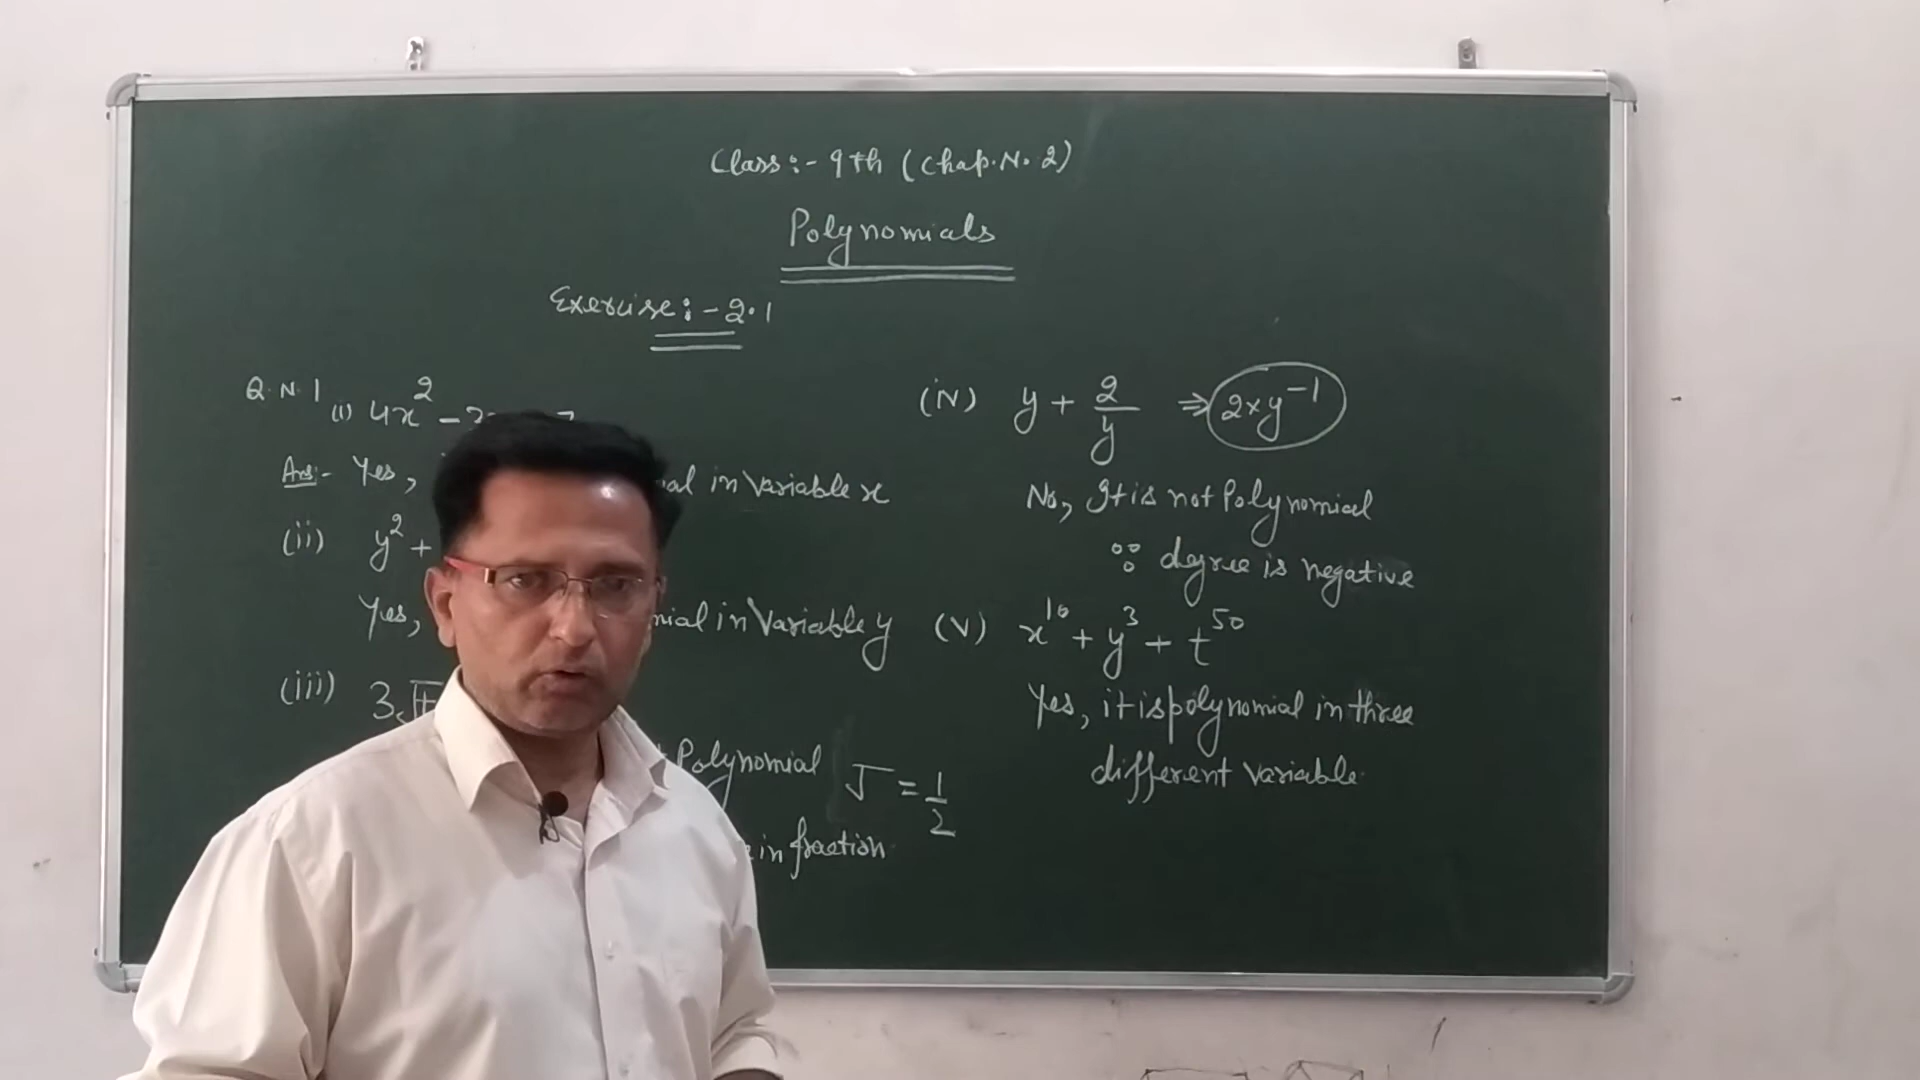 Class:- 9th (Chap. N. 2)
Polynomials
Exercise:- 2.1
Q. N. 1 (i) 4x² -
Ans:- Yes, in variable x
(ii) y² +
Yes, in Variable y
(iii) 3√
Polynomial √ = 1/2
in fraction
(iv) y + 2/y ⇒ 2×y⁻¹
No, It is not Polynomial
∵ degree is negative
(v) x¹⁰ + y³ + t⁵⁰
Yes, it is polynomial in three
different variable